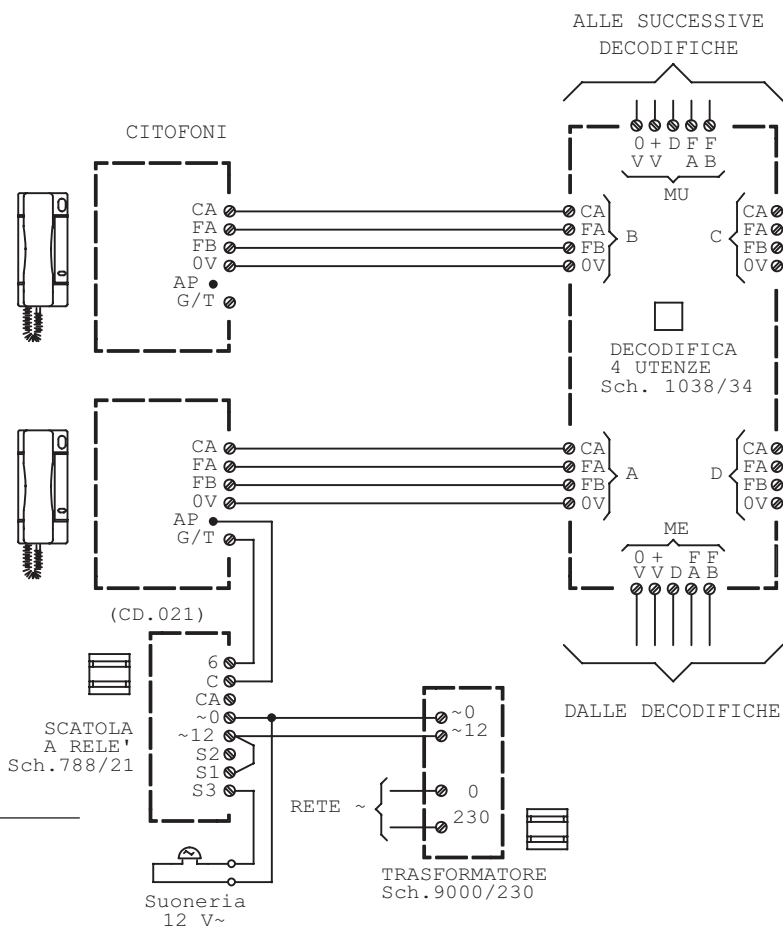 ALLE SUCCESSIVE
DECODIFICHE
0 + D F F
V V A B
MU
CITOFONI
CA
FA
FB
0V
AP
G/T
CA
FA
FB
0V
B
C
CA
FA
FB
0V
DECODIFICA
4 UTENZE
Sch. 1038/34
CA
FA
FB
0V
AP
G/T
CA
FA
FB
0V
A
D
CA
FA
FB
0V
ME
0 + F F
V V D A B
DALLE DECODIFICHE
(CD.021)
6
C
CA
~0
~12
S2
S1
S3
SCATOLA
A RELE'
Sch.788/21
~0
~12
0
230
RETE ~
TRASFORMATORE
Sch.9000/230
Suoneria
12 V~